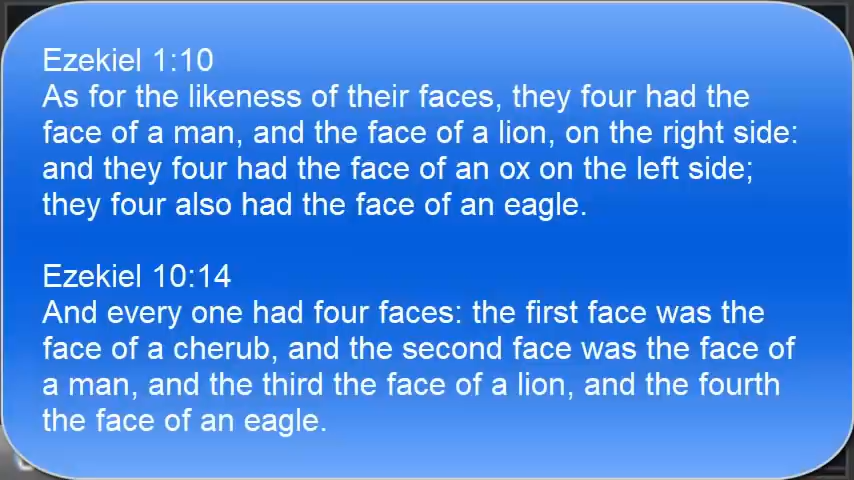 Ezekiel 1:10
As for the likeness of their faces, they four had the
face of a man, and the face of a lion, on the right side:
and they four had the face of an ox on the left side;
they four also had the face of an eagle.
Ezekiel 10:14
And every one had four faces: the first face was the
face of a cherub, and the second face was the face of
a man, and the third the face of a lion, and the fourth
the face of an eagle.